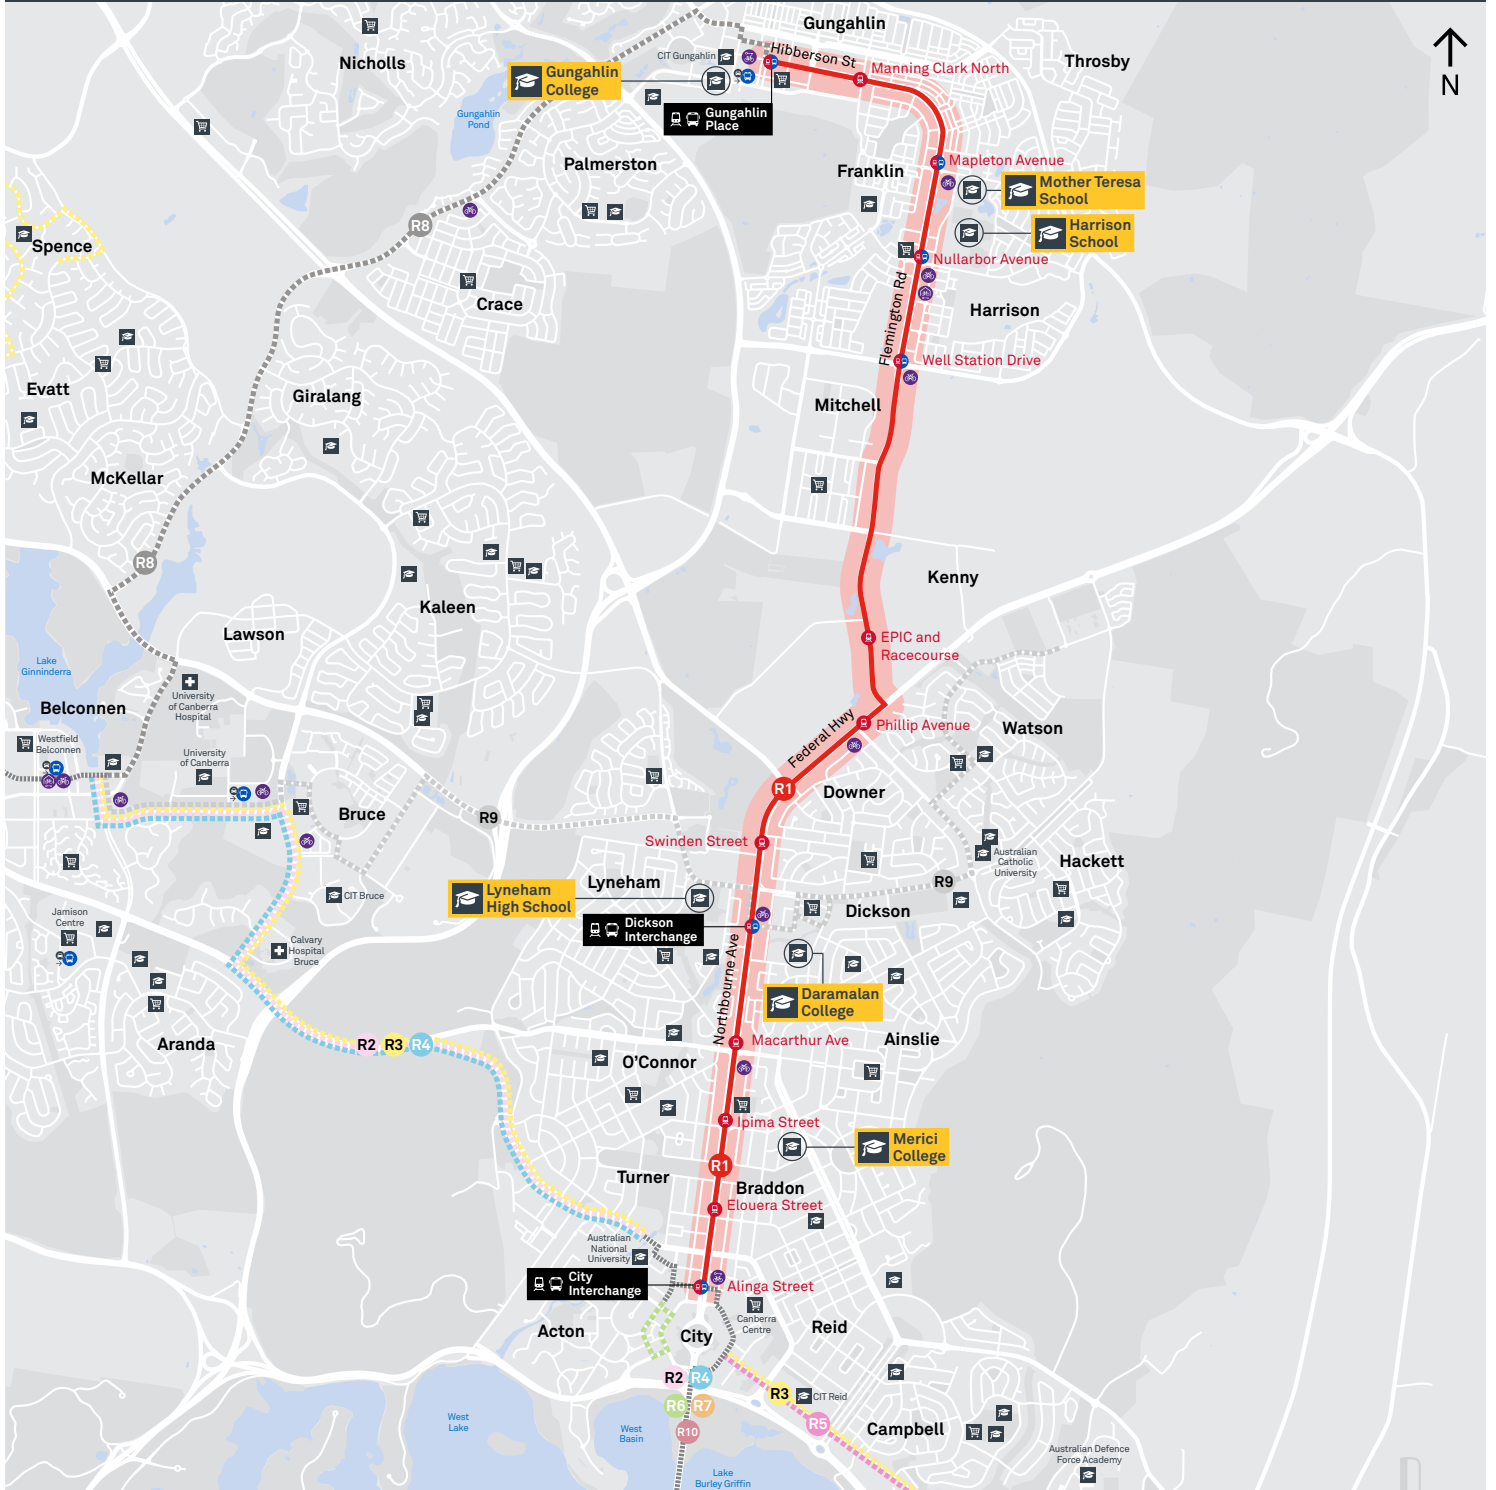 Gungahlin
Nicholls
CIT Gungahlin
Hibberson St
Throsby
Manning Clark North
N
Gungahlin
College
Gungahlin
Pond
Gungahlin
Place
Palmerston
Franklin
Mapleton Avenue
Mother Teresa
School
R8
Harrison
School
Spence
Nullarbor Avenue
Crace
Flemington Rd
Harrison
Well Station Drive
Evatt
Giralang
Mitchell
McKellar
R8
Kenny
Kaleen
Lawson
EPIC and
Racecourse
Lake
Ginninderra
University
of Canberra
Hospital
Belconnen
Federal Hwy
Phillip Avenue
Watson
Westfield
Belconnen
University
of Canberra
R1
Downer
Bruce
R9
Swinden Street
Australian
Catholic
University
Hackett
Lyneham
R9
Lyneham
High School
CIT Bruce
Dickson
Jamison
Centre
Dickson
Interchange
Calvary
Hospital
Bruce
Northbourne Ave
Daramalan
College
Aranda
R2
R3
R4
Macarthur Ave
Ainslie
O'Connor
Ipima Street
Merici
College
R1
Turner
Braddon
Elouera Street
Australian
National
University
City
Interchange
Alinga Street
Canberra
Centre
Acton
City
Reid
R2
R4
R3
CIT Reid
R6
R7
R5
West
Lake
West
Basin
R10
Campbell
Australian Defence
Force Academy
Lake
Burley Griffin